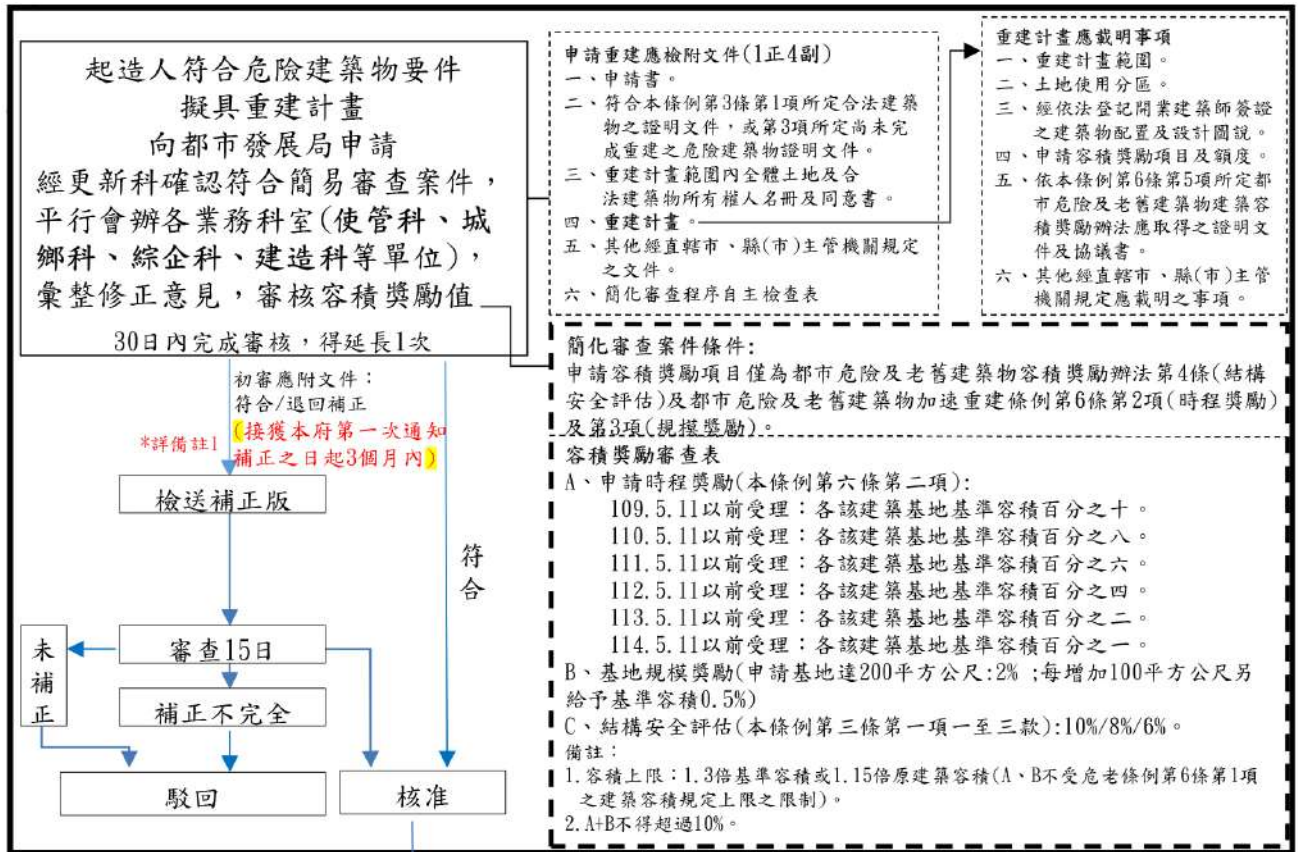 起造人符合危險建築物要件
擬具重建計畫
向都市發展局申請
經更新科確認符合簡易審查案件，
平行會辦各業務科室(使管科、城
鄉科、綜企科、建造科等單位)，
彙整修正意見，審核容積獎勵值
30日內完成審核，得延長1次
申請重建應檢附文件(1正4副)
一、申請書。
二、符合本條例第3條第1項所定合法建築
物之證明文件，或第3項所定尚未完
成重建之危險建築物證明文件。
三、重建計畫範圍內全體土地及合
法建築物所有權人名冊及同意書。
四、重建計畫。
五、其他經直轄市、縣(市)主管機關規定
之文件。
六、簡化審查程序自主檢查表
重建計畫應載明事項
一、重建計畫範圍。
二、土地使用分區。
三、經依法登記開業建築師簽證
之建築物配置及設計圖說。
四、申請容積獎勵項目及額度。
五、依本條例第6條第5項所定都
市危險及老舊建築物建築容
積獎勵辦法應取得之證明文
件及協議書。
六、其他經直轄市、縣(市)主管
機關規定應載明之事項。
簡化審查案件條件:
申請容積獎勵項目僅為都市危險及老舊建築物容積獎勵辦法第4條(結構
安全評估)及都市危險及老舊建築物加速重建條例第6條第2項(時程獎勵)
及第3項(規模獎勵)。
容積獎勵審查表
A、申請時程獎勵(本條例第六條第二項):
109.5.11以前受理：各該建築基地基準容積百分之十。
110.5.11以前受理：各該建築基地基準容積百分之八。
111.5.11以前受理：各該建築基地基準容積百分之六。
112.5.11以前受理：各該建築基地基準容積百分之四。
113.5.11以前受理：各該建築基地基準容積百分之二。
114.5.11以前受理：各該建築基地基準容積百分之一。
B、基地規模獎勵(申請基地達200平方公尺:2% ;每增加100平方公尺另
給予基準容積0.5%)
C、結構安全評估(本條例第三條第一項一至三款):10%/8%/6%。
備註：
1.容積上限：1.3倍基準容積或1.15倍原建築容積(A、B不受危老條例第6條第1項
之建築容積規定上限之限制)。
2.A+B不得超過10%。
初審應附文件：
符合/退回補正
(接獲本府第一次通知
補正之日起3個月內)
*詳備註1
檢送補正版
符合
審查15日
未補正
補正不完全
駁回
核准